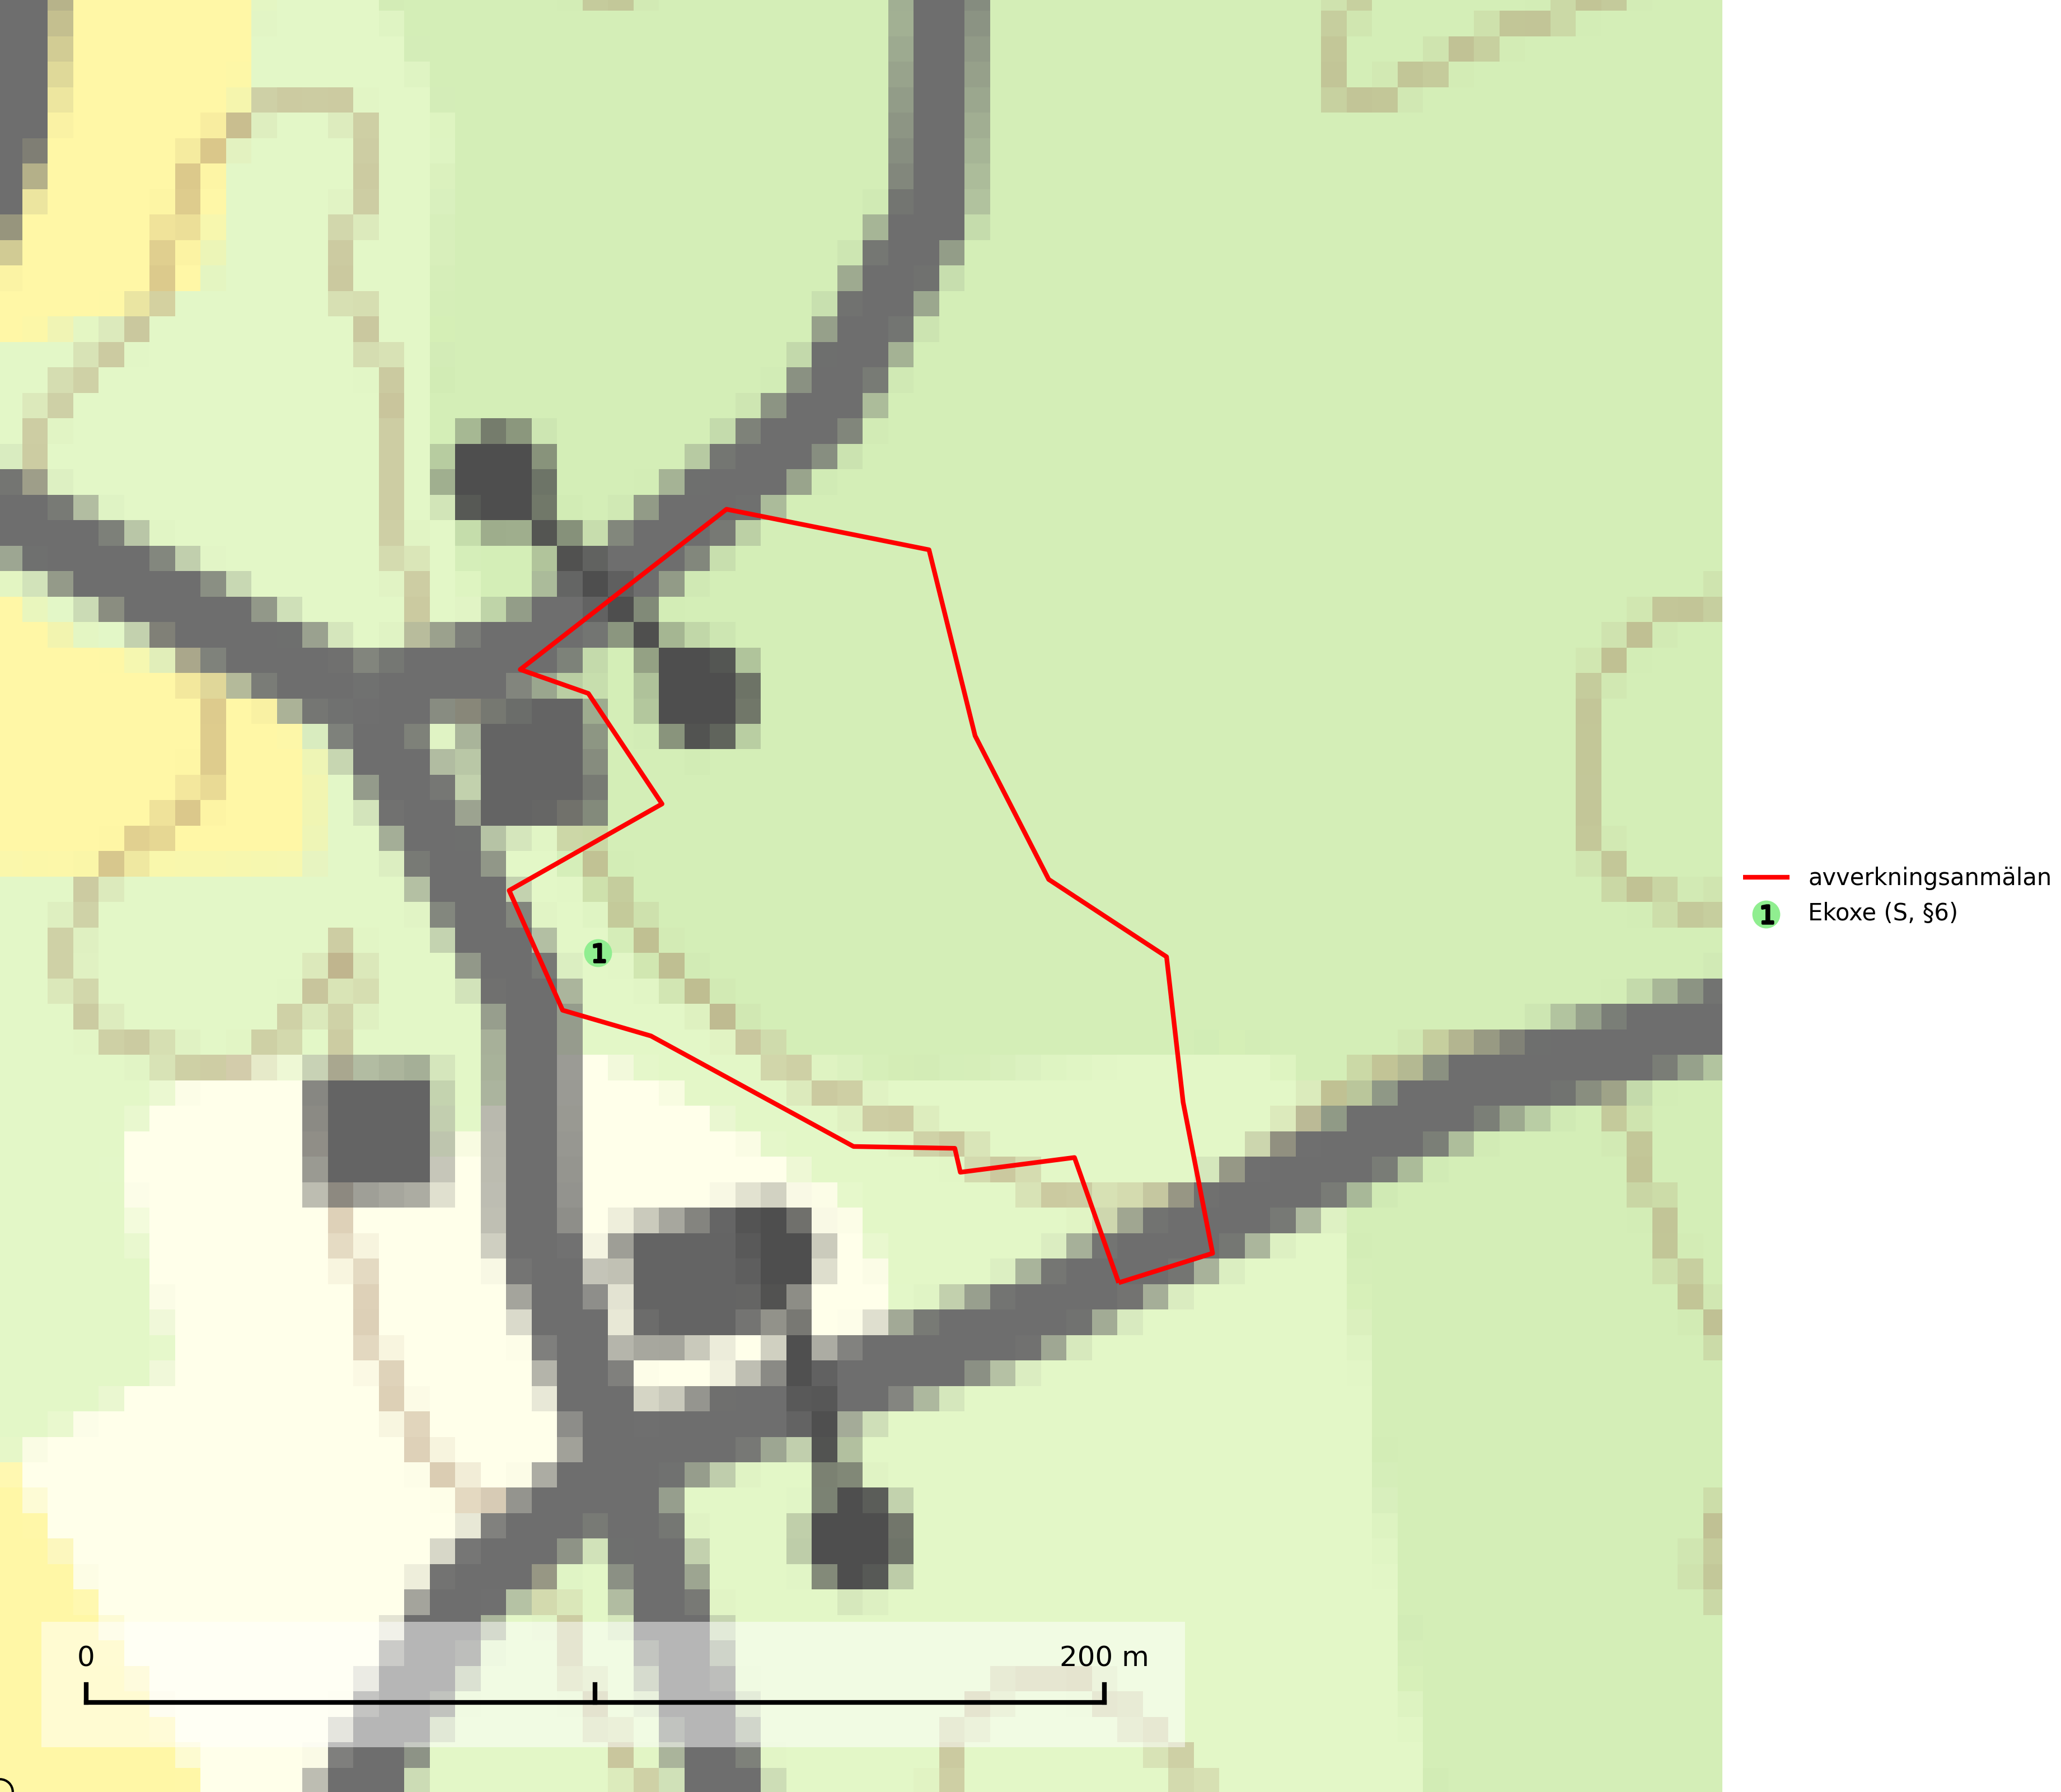 avverkningsanmälan
1 Ekoxe (S, §6)
1
0 200 m